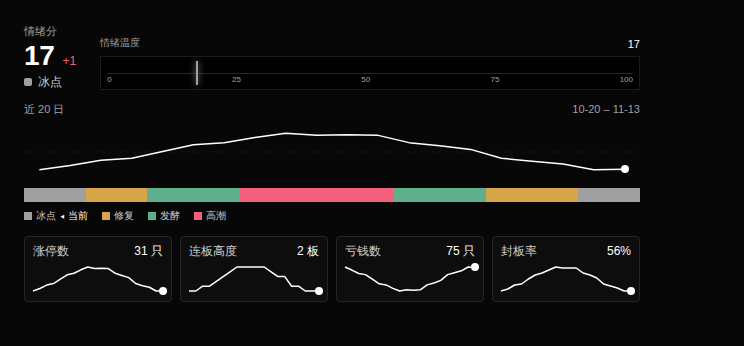 情绪分
17 +1
冰点
情绪温度 17
0 25 50 75 100
近 20 日 10-20 – 11-13
冰点 ◂ 当前 修复 发酵 高潮
涨停数 31 只
连板高度 2 板
亏钱数 75 只
封板率 56%